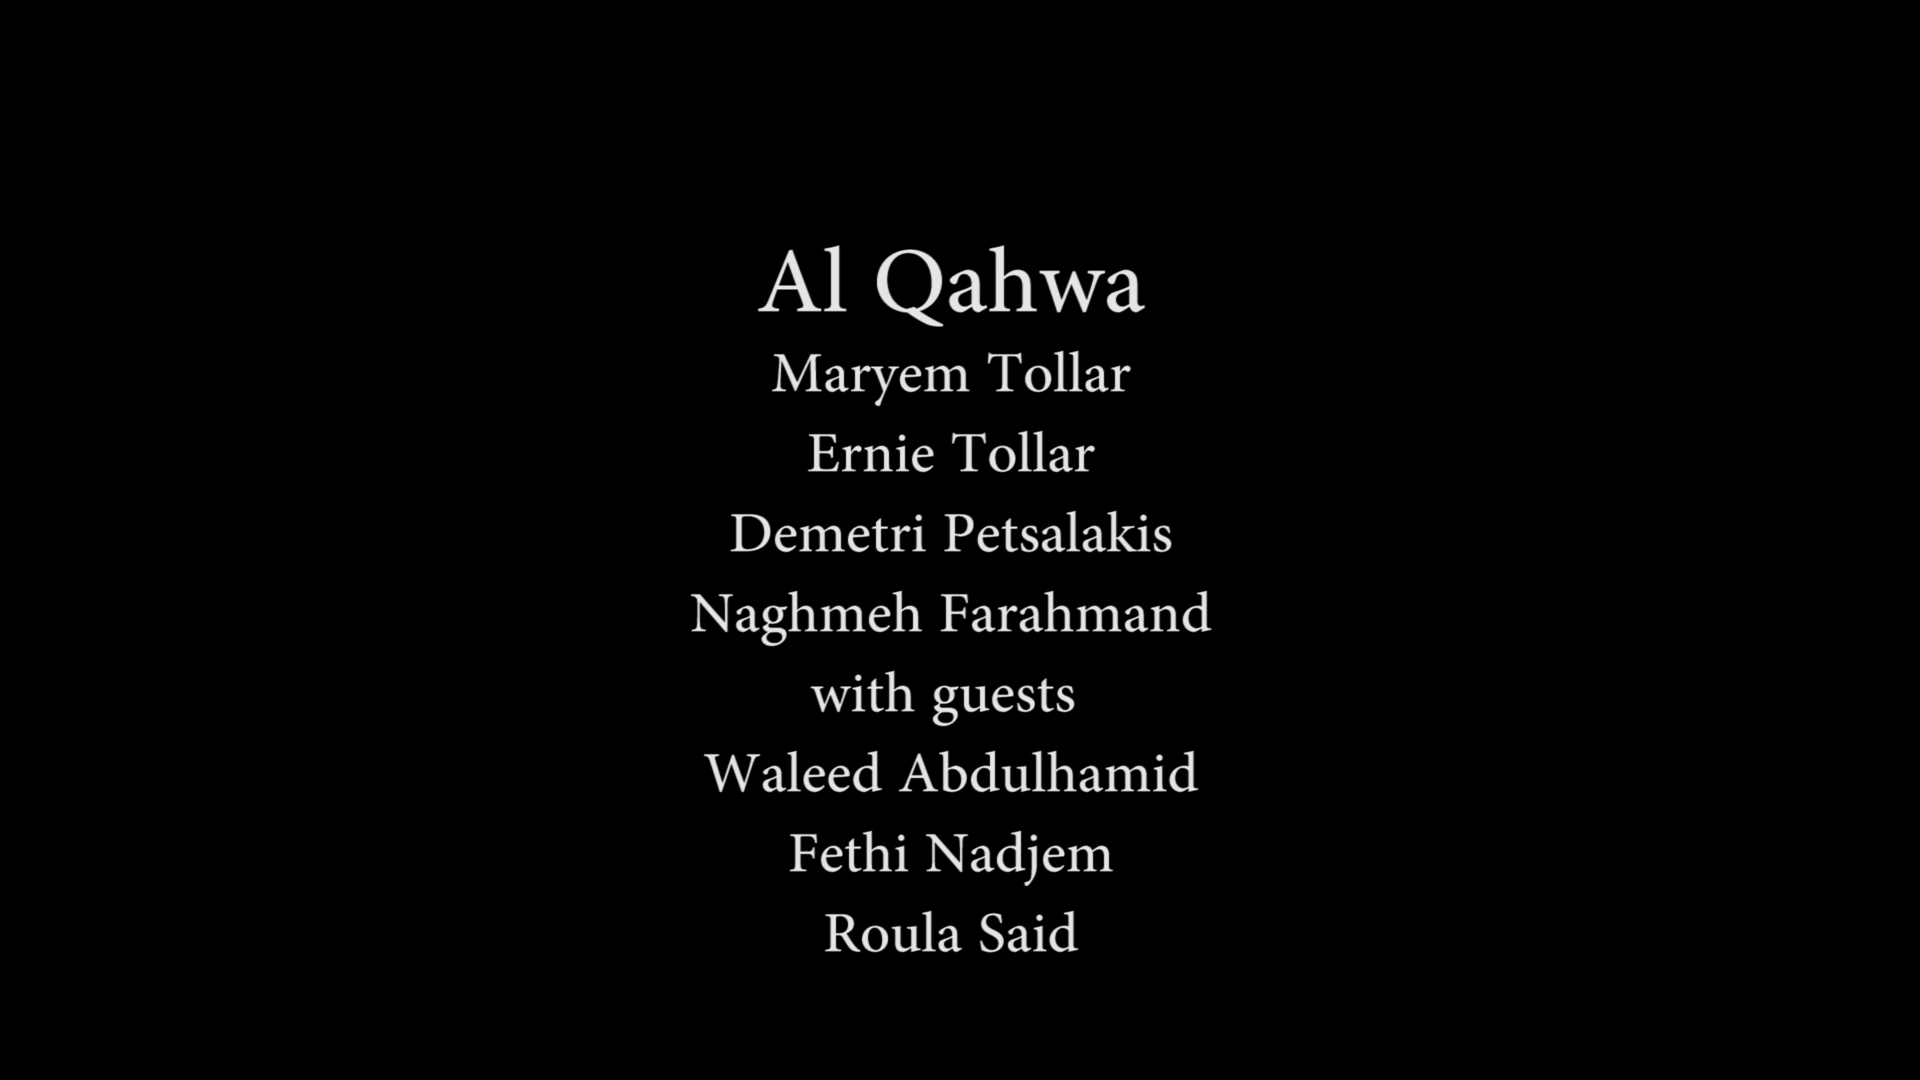 Al Qahwa
Maryem Tollar
Ernie Tollar
Demetri Petsalakis
Naghmeh Farahmand
with guests
Waleed Abdulhamid
Fethi Nadjem
Roula Said